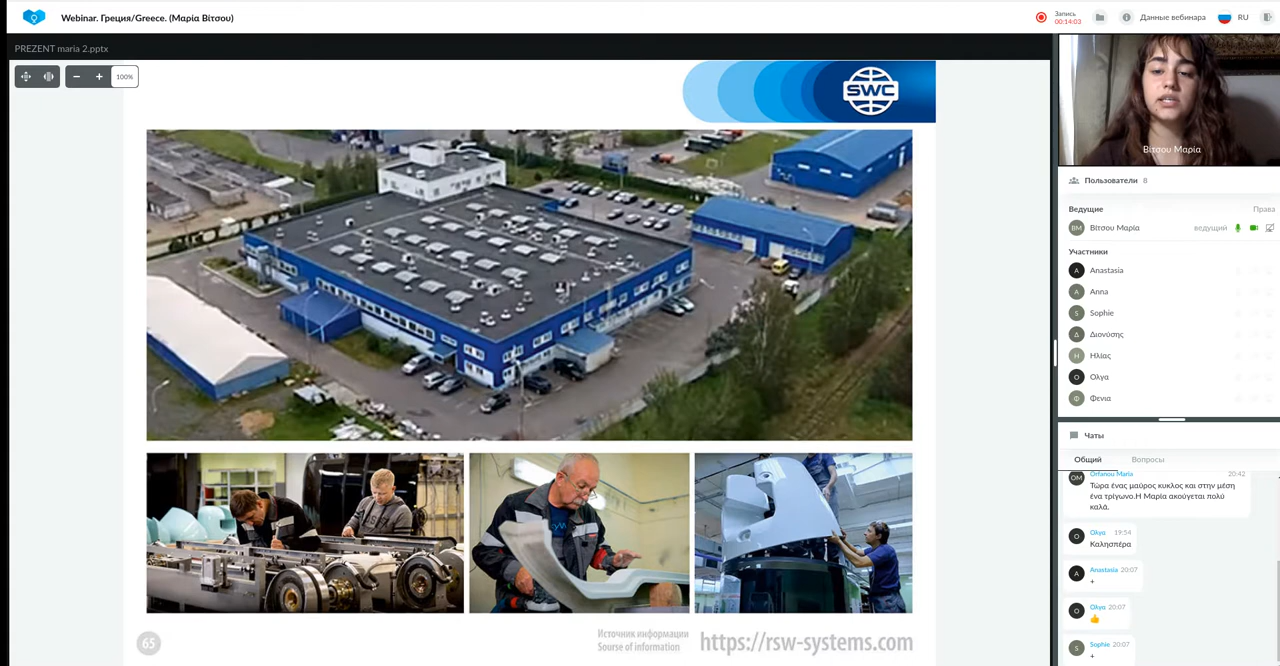 Webinar. Греция/Greece. (Μαρία Βίτσου)
Запись
00:14:03
Данные вебинара
RU
PREZENT maria 2.pptx
100%
SWC
65
Источник информации
Sourse of information
https://rsw-systems.com
Βίτσου Μαρία
Пользователи 8
Ведущие
Права
ΒΜ
Βίτσου Μαρία
ведущий
Участники
A
Anastasia
A
Anna
S
Sophie
Δ
Διονύσης
Η
Ηλίας
Ο
Ολγα
Φ
Φενια
Чаты
Общий
Вопросы
OM
Orfanou Maria
20:42
Τώρα ένας μαύρος κυκλος και στην μέση
ένα τρίγωνο.Η Μαρία ακούγεται πολύ
καλά.
Ο
Ολγα 19:54
Καλησπέρα
A
Anastasia 20:07
+
Ο
Ολγα 20:07
👍
S
Sophie 20:07
+